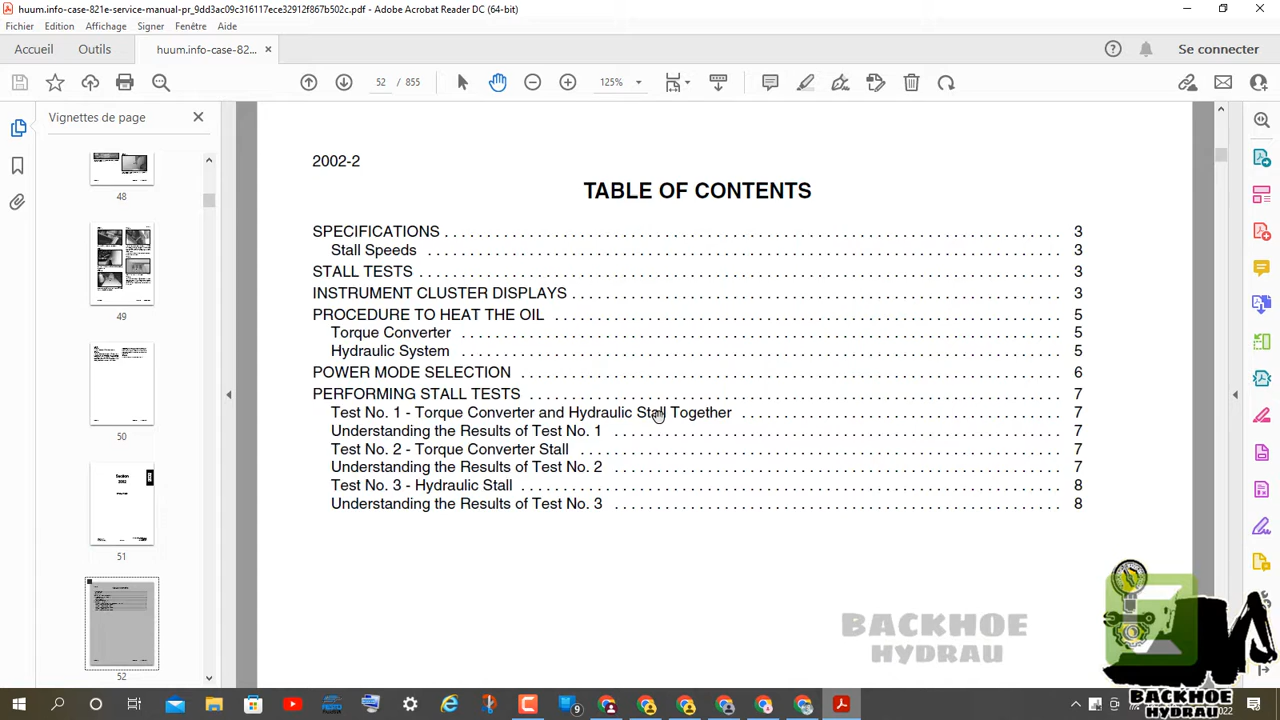 huum.info-case-821e-service-manual-pr_9dd3ac09c316117ece32912f867b502c.pdf - Adobe Acrobat Reader DC (64-bit)
Fichier Edition Affichage Signer Fenêtre Aide
Accueil Outils huum.info-case-82... Se connecter
52 / 855 125%
Vignettes de page
48
49
50
51
52
2002-2
TABLE OF CONTENTS
SPECIFICATIONS 3
Stall Speeds 3
STALL TESTS 3
INSTRUMENT CLUSTER DISPLAYS 3
PROCEDURE TO HEAT THE OIL 5
Torque Converter 5
Hydraulic System 5
POWER MODE SELECTION 6
PERFORMING STALL TESTS 7
Test No. 1 - Torque Converter and Hydraulic Stall Together 7
Understanding the Results of Test No. 1 7
Test No. 2 - Torque Converter Stall 7
Understanding the Results of Test No. 2 7
Test No. 3 - Hydraulic Stall 8
Understanding the Results of Test No. 3 8
BACKHOE
HYDRAU
BACKHOE
HYDRAU